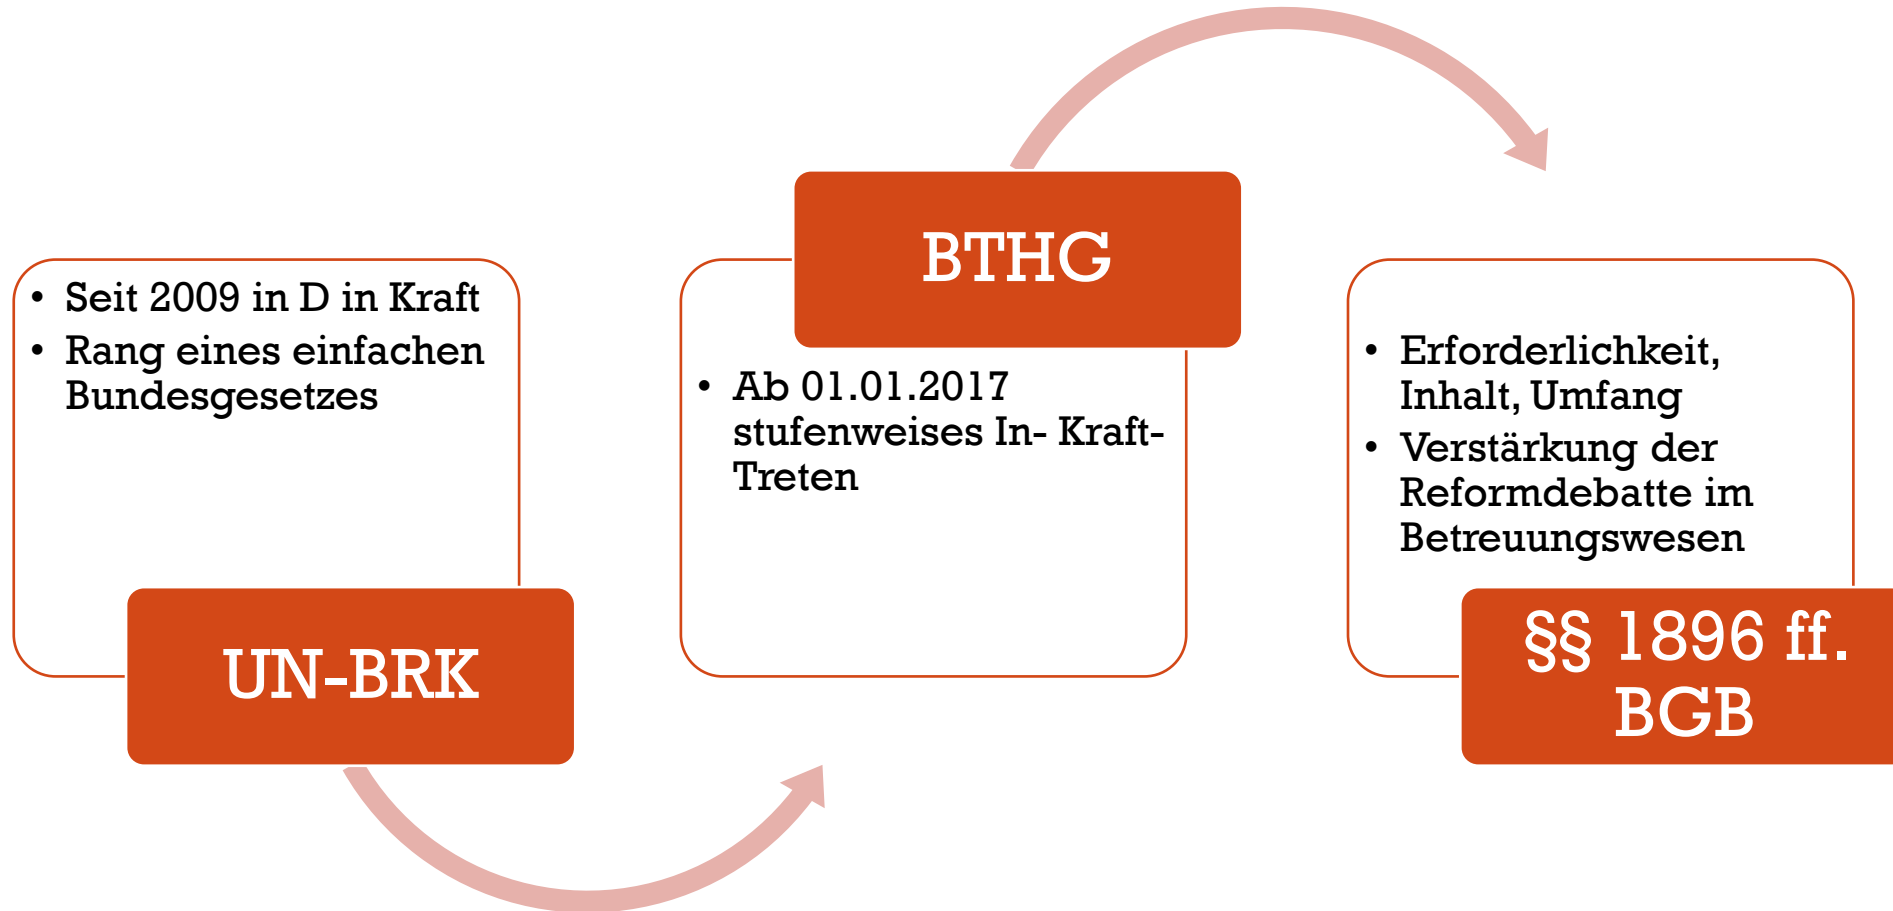 • Seit 2009 in D in Kraft
• Rang eines einfachen
Bundesgesetzes
UN-BRK
BTHG
• Ab 01.01.2017
stufenweises In- Kraft-
Treten
• Erforderlichkeit,
Inhalt, Umfang
• Verstärkung der
Reformdebatte im
Betreuungswesen
§§ 1896 ff.
BGB